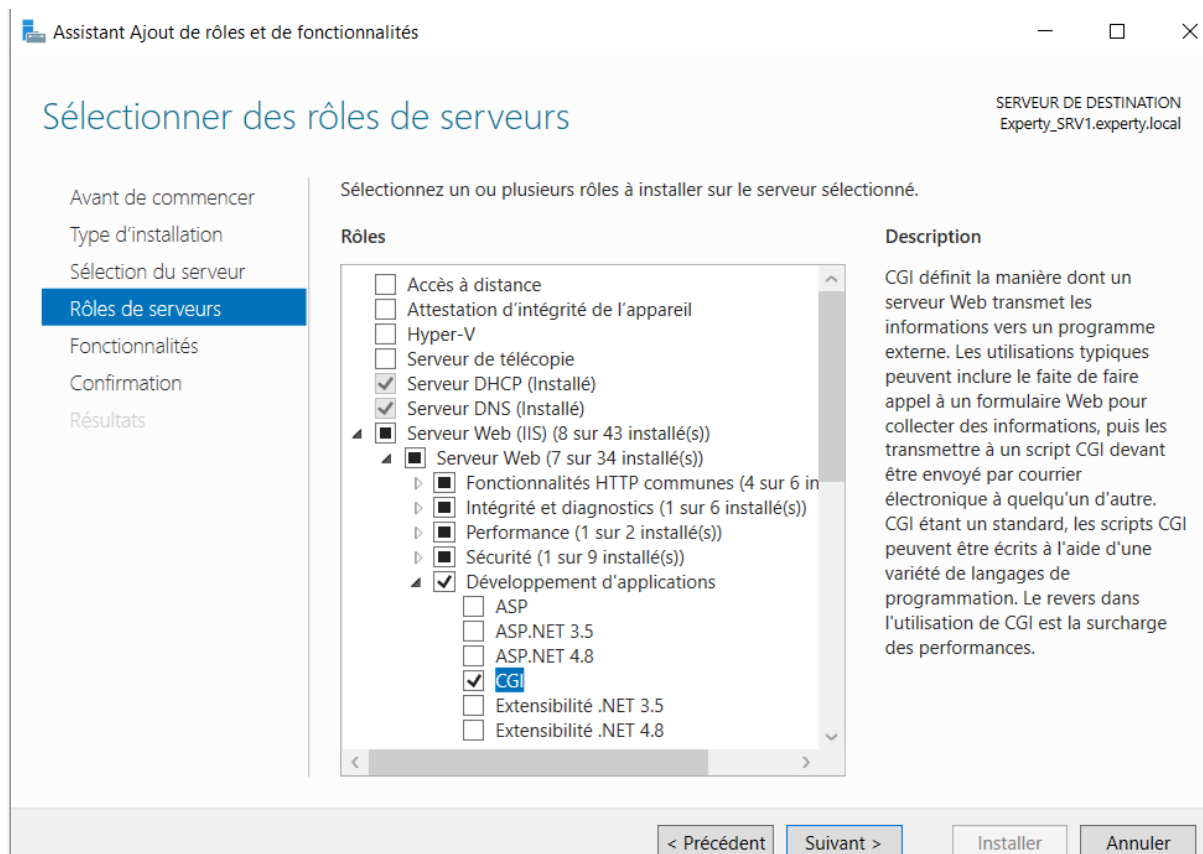 Assistant Ajout de rôles et de fonctionnalités
Sélectionner des rôles de serveurs
SERVEUR DE DESTINATION
Experty_SRV1.experty.local
Avant de commencer
Type d'installation
Sélection du serveur
Rôles de serveurs
Fonctionnalités
Confirmation
Résultats
Sélectionnez un ou plusieurs rôles à installer sur le serveur sélectionné.
Rôles
Accès à distance
Attestation d'intégrité de l'appareil
Hyper-V
Serveur de télécopie
Serveur DHCP (Installé)
Serveur DNS (Installé)
Serveur Web (IIS) (8 sur 43 installé(s))
Serveur Web (7 sur 34 installé(s))
Fonctionnalités HTTP communes (4 sur 6 in
Intégrité et diagnostics (1 sur 6 installé(s))
Performance (1 sur 2 installé(s))
Sécurité (1 sur 9 installé(s))
Développement d'applications
ASP
ASP.NET 3.5
ASP.NET 4.8
CGI
Extensibilité .NET 3.5
Extensibilité .NET 4.8
Description
CGI définit la manière dont un
serveur Web transmet les
informations vers un programme
externe. Les utilisations typiques
peuvent inclure le faite de faire
appel à un formulaire Web pour
collecter des informations, puis les
transmettre à un script CGI devant
être envoyé par courrier
électronique à quelqu'un d'autre.
CGI étant un standard, les scripts CGI
peuvent être écrits à l'aide d'une
variété de langages de
programmation. Le revers dans
l'utilisation de CGI est la surcharge
des performances.
< Précédent
Suivant >
Installer
Annuler